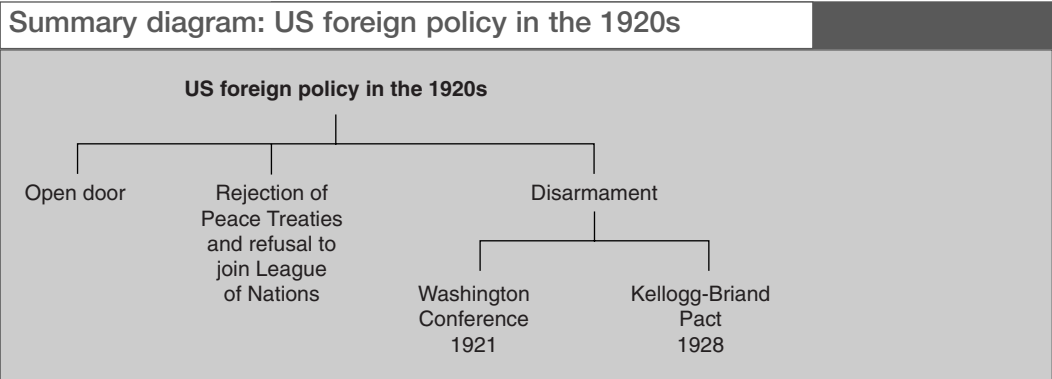 Summary diagram: US foreign policy in the 1920s
US foreign policy in the 1920s
Open door
Rejection of
Peace Treaties
and refusal to
join League
of Nations
Disarmament
Washington
Conference
1921
Kellogg-Briand
Pact
1928